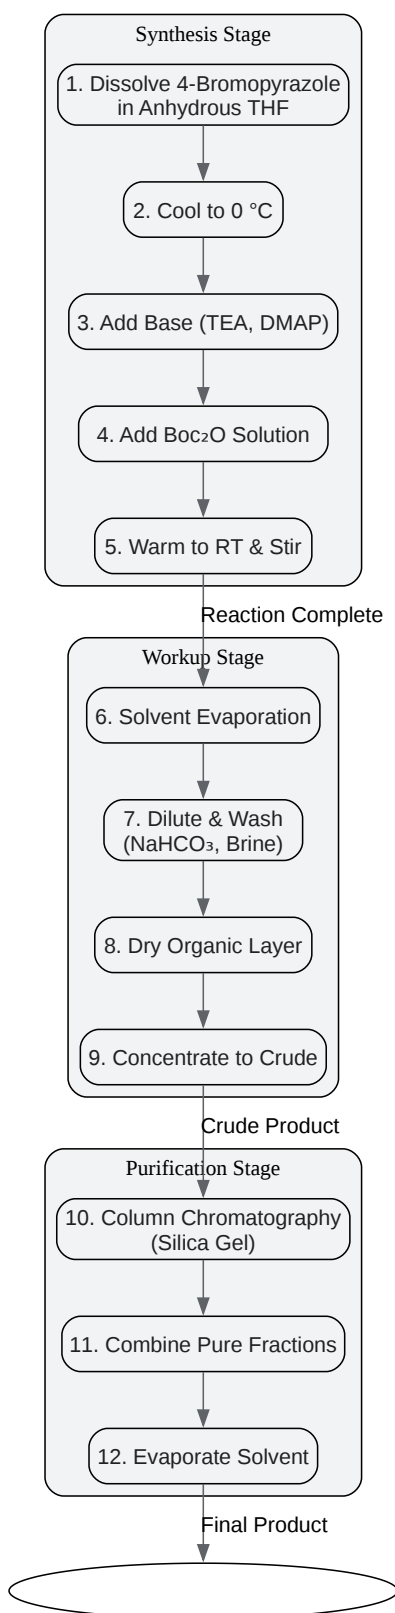 Synthesis Stage
1. Dissolve 4-Bromopyrazole
in Anhydrous THF
2. Cool to 0 °C
3. Add Base (TEA, DMAP)
4. Add Boc₂O Solution
5. Warm to RT & Stir
Reaction Complete
Workup Stage
6. Solvent Evaporation
7. Dilute & Wash
(NaHCO₃, Brine)
8. Dry Organic Layer
9. Concentrate to Crude
Crude Product
Purification Stage
10. Column Chromatography
(Silica Gel)
11. Combine Pure Fractions
12. Evaporate Solvent
Final Product